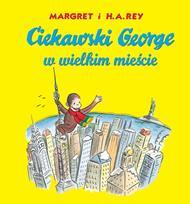 MARGRET i H.A.REY
Ciekawski George
w wielkim mieście